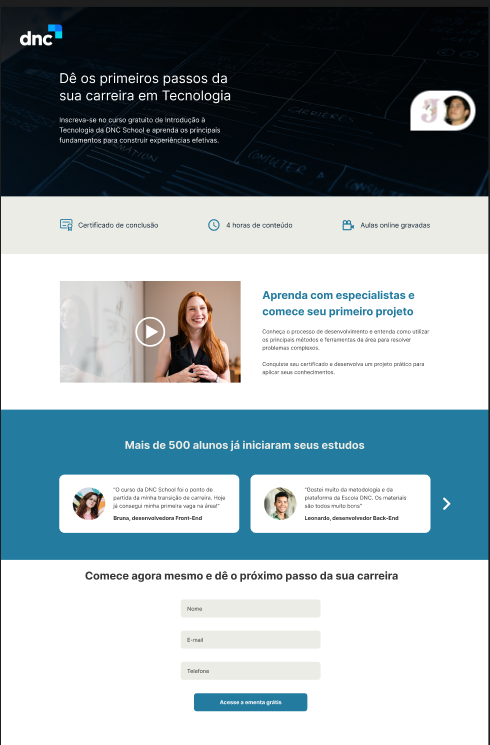 dnc
Dê os primeiros passos da
sua carreira em Tecnologia
Inscreva-se no curso gratuito de Introdução à
Tecnologia da DNC School e aprenda os principais
fundamentos para construir experiências efetivas.
Certificado de conclusão
4 horas de conteúdo
Aulas online gravadas
Aprenda com especialistas e
comece seu primeiro projeto
Conheça o processo de desenvolvimento e entenda como utilizar
os principais métodos e ferramentas da área para resolver
problemas complexos.
Conquiste seu certificado e desenvolva um projeto prático para
aplicar seus conhecimentos.
Mais de 500 alunos já iniciaram seus estudos
"O curso da DNC School foi o ponto de
partida da minha transição de carreira. Hoje
já consegui minha primeira vaga na área!"
Bruna, desenvolvedora Front-End
"Gostei muito da metodologia e da
plataforma da Escola DNC. Os materiais
são todos muito bons"
Leonardo, desenvolvedor Back-End
Comece agora mesmo e dê o próximo passo da sua carreira
Nome
E-mail
Telefone
Acesse a ementa grátis